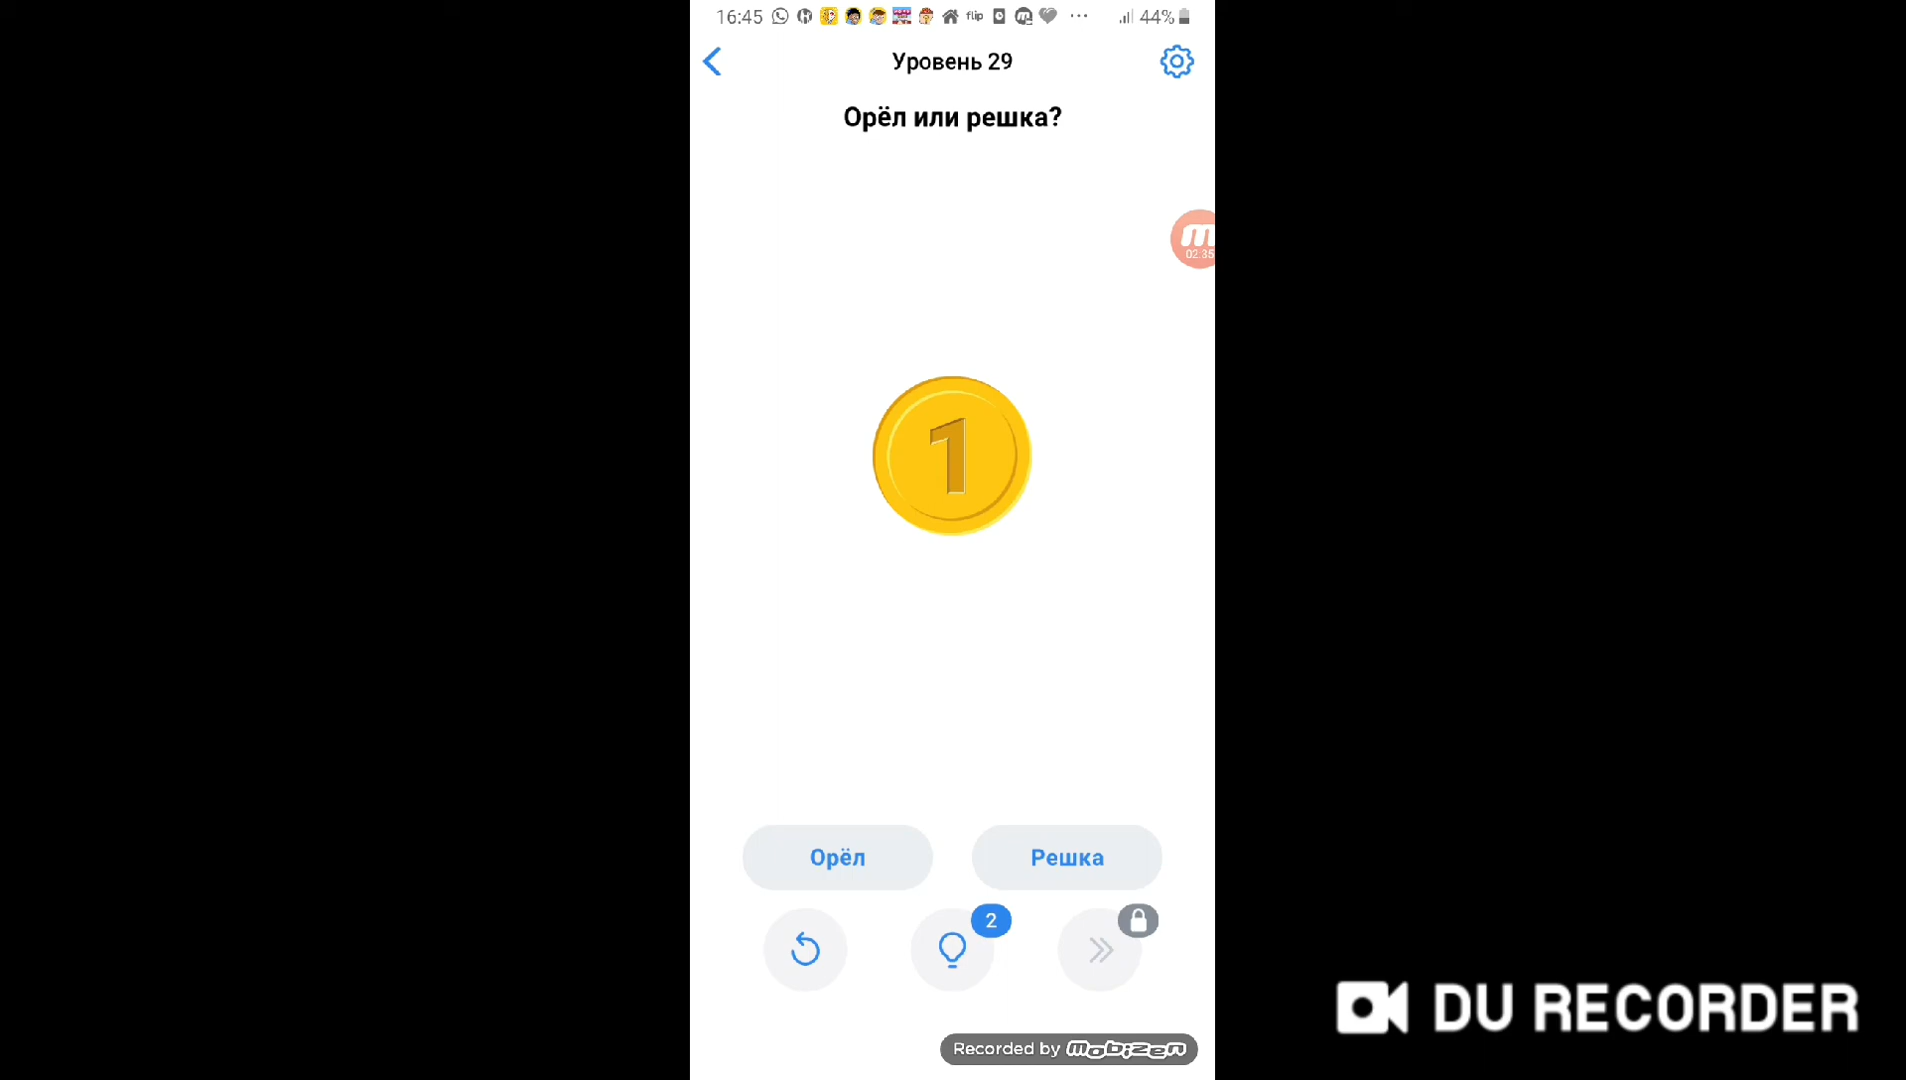 16:45 flip 44%
Уровень 29
Орёл или решка?
m
02:35
1
Орёл Решка
2
DU RECORDER
Recorded by mobizen